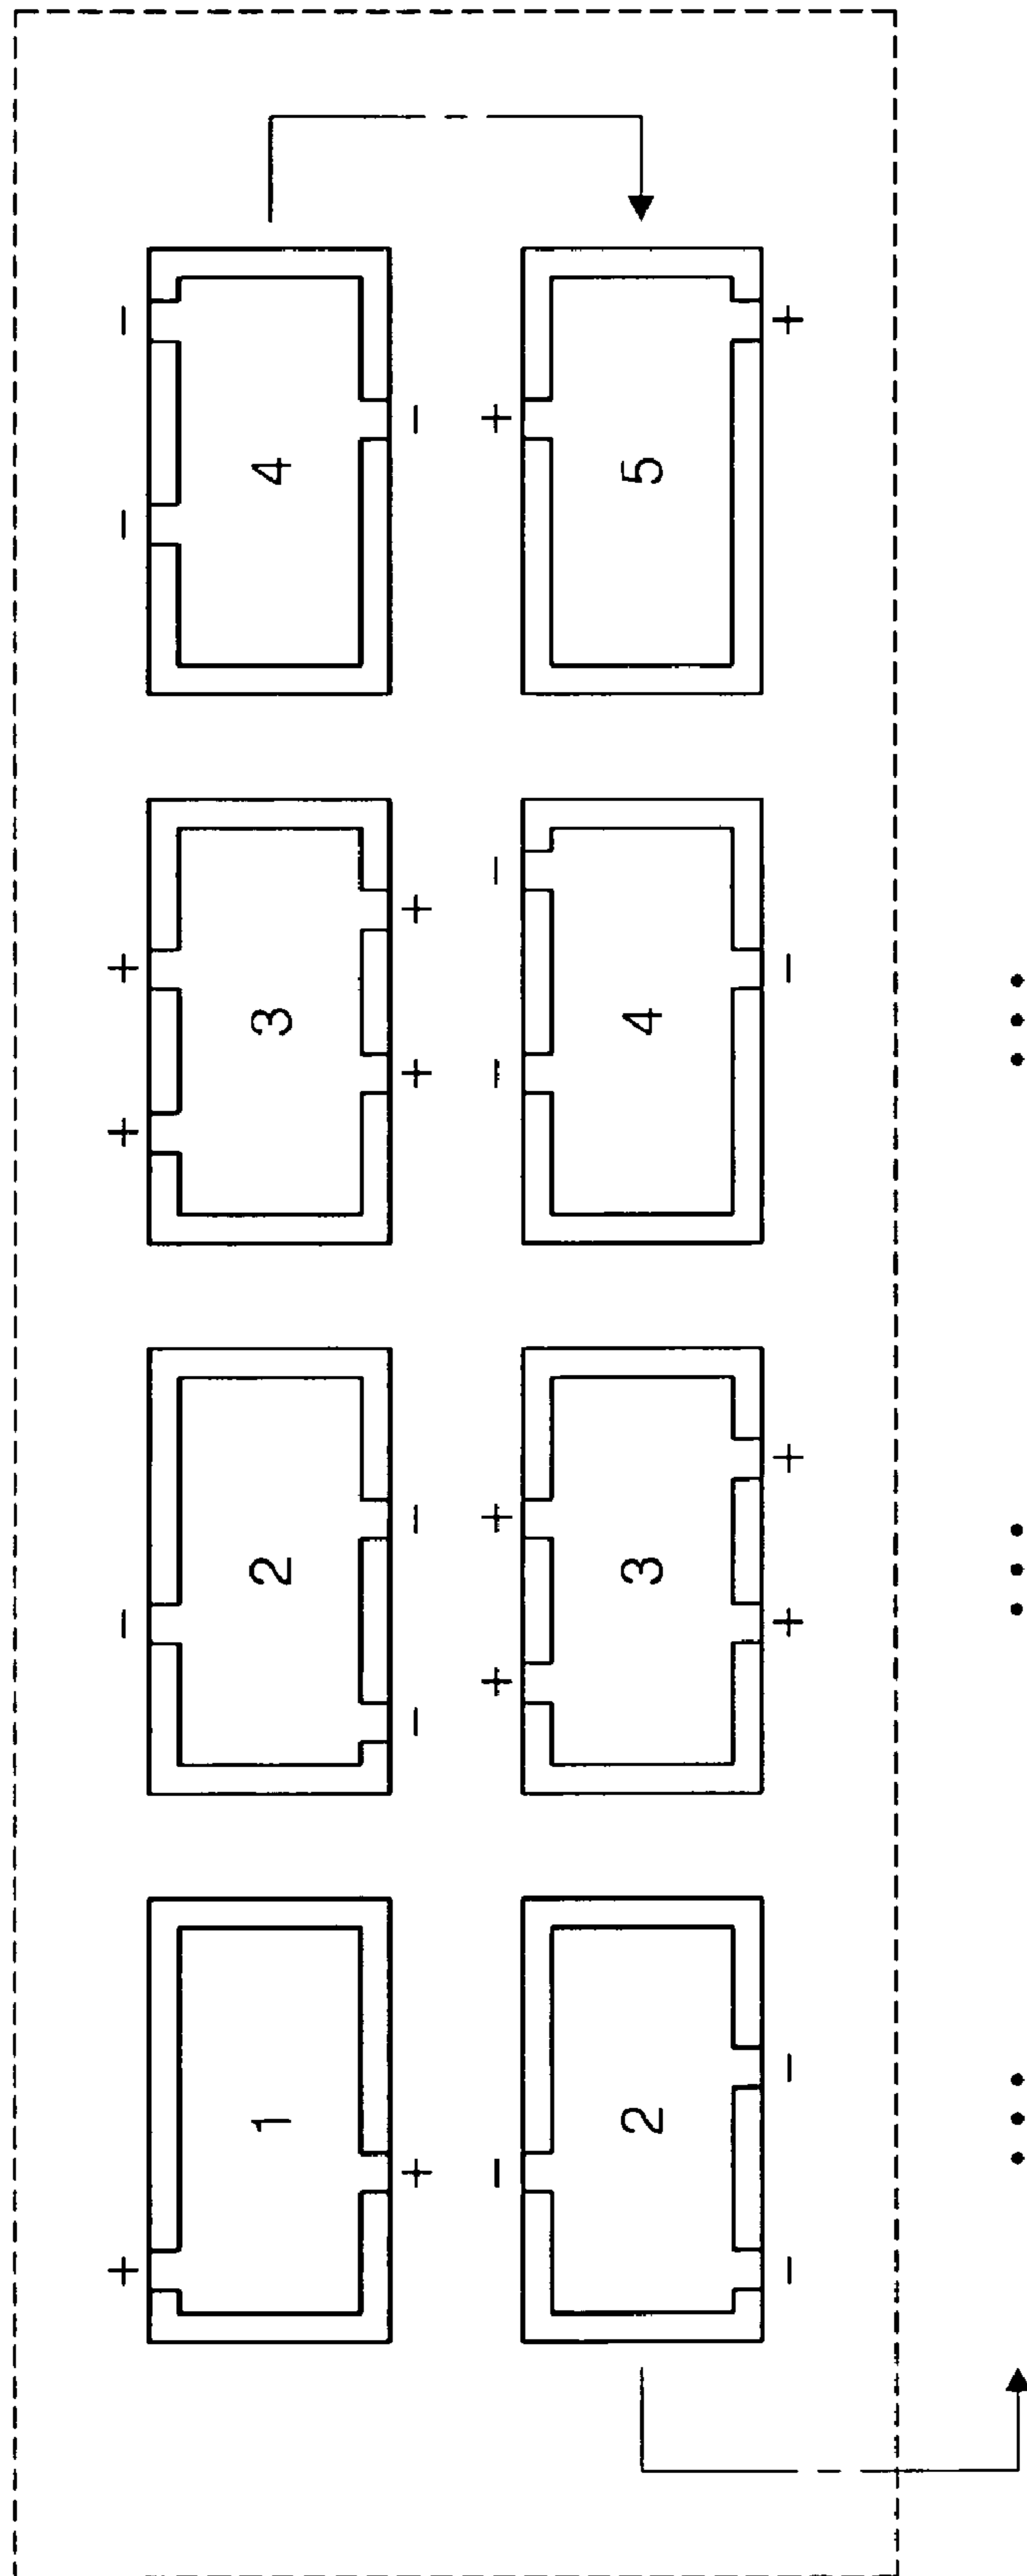 + − + + − −
1 2 3 4
+ − − + + −
− + + − − +
2 3 4 5
− − + + − +
... ... ...